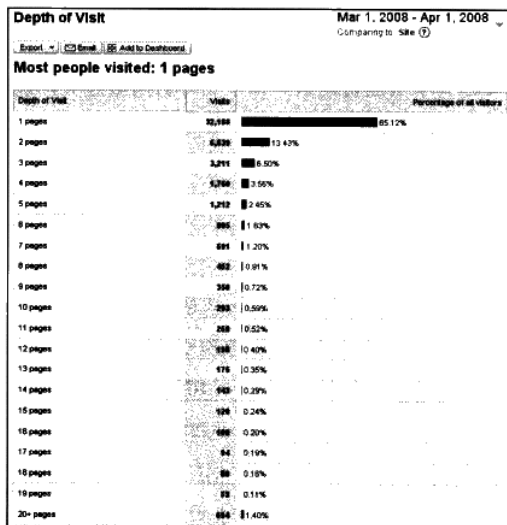 Depth of Visit
Mar 1, 2008 - Apr 1, 2008
Comparing to: Site (?)
Export Email Add to Dashboard
Most people visited: 1 pages
Depth of Visit Visits Percentage of all visitors
1 pages 65.12%
2 pages 13.43%
3 pages 3,211 6.50%
4 pages 3.56%
5 pages 1,212 2.45%
6 pages 1.83%
7 pages 591 1.20%
8 pages 0.91%
9 pages 0.72%
10 pages 0.59%
11 pages 0.52%
12 pages 0.40%
13 pages 175 0.35%
14 pages 0.29%
15 pages 0.24%
16 pages 0.20%
17 pages 94 0.19%
18 pages
19 pages 0.11%
20+ pages 1.40%